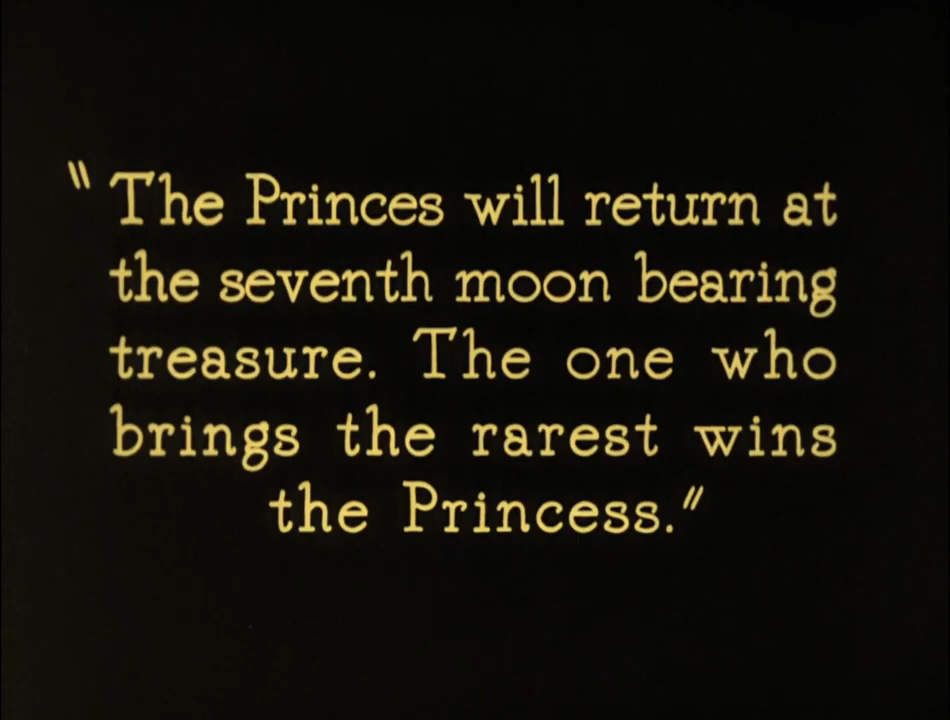 "The Princes will return at
the seventh moon bearing
treasure. The one who
brings the rarest wins
the Princess."